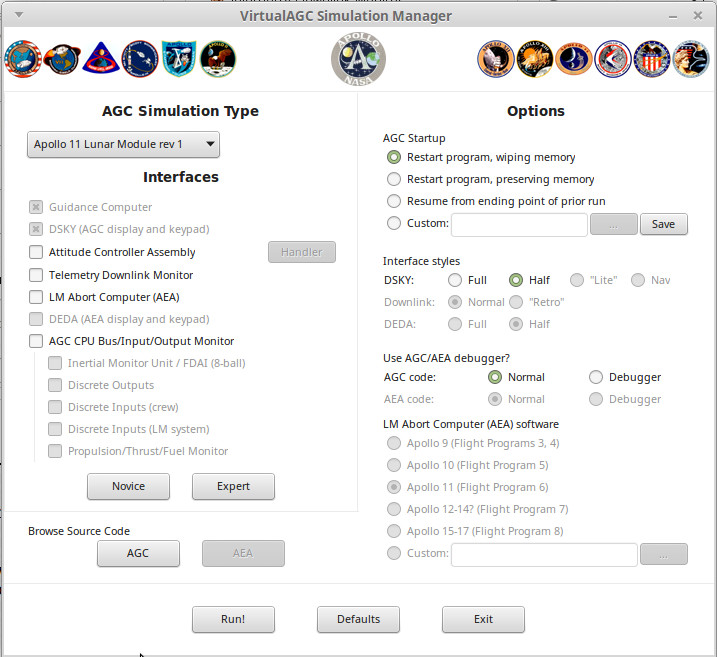 VirtualAGC Simulation Manager
APOLLO
NASA
AGC Simulation Type
Apollo 11 Lunar Module rev 1
Interfaces
Guidance Computer
DSKY (AGC display and keypad)
Attitude Controller Assembly
Handler
Telemetry Downlink Monitor
LM Abort Computer (AEA)
DEDA (AEA display and keypad)
AGC CPU Bus/Input/Output Monitor
Inertial Monitor Unit / FDAI (8-ball)
Discrete Outputs
Discrete Inputs (crew)
Discrete Inputs (LM system)
Propulsion/Thrust/Fuel Monitor
Novice
Expert
Browse Source Code
AGC
AEA
Options
AGC Startup
Restart program, wiping memory
Restart program, preserving memory
Resume from ending point of prior run
Custom: ... Save
Interface styles
DSKY: Full Half "Lite" Nav
Downlink: Normal "Retro"
DEDA: Full Half
Use AGC/AEA debugger?
AGC code: Normal Debugger
AEA code: Normal Debugger
LM Abort Computer (AEA) software
Apollo 9 (Flight Programs 3, 4)
Apollo 10 (Flight Program 5)
Apollo 11 (Flight Program 6)
Apollo 12-14? (Flight Program 7)
Apollo 15-17 (Flight Program 8)
Custom: ...
Run! Defaults Exit